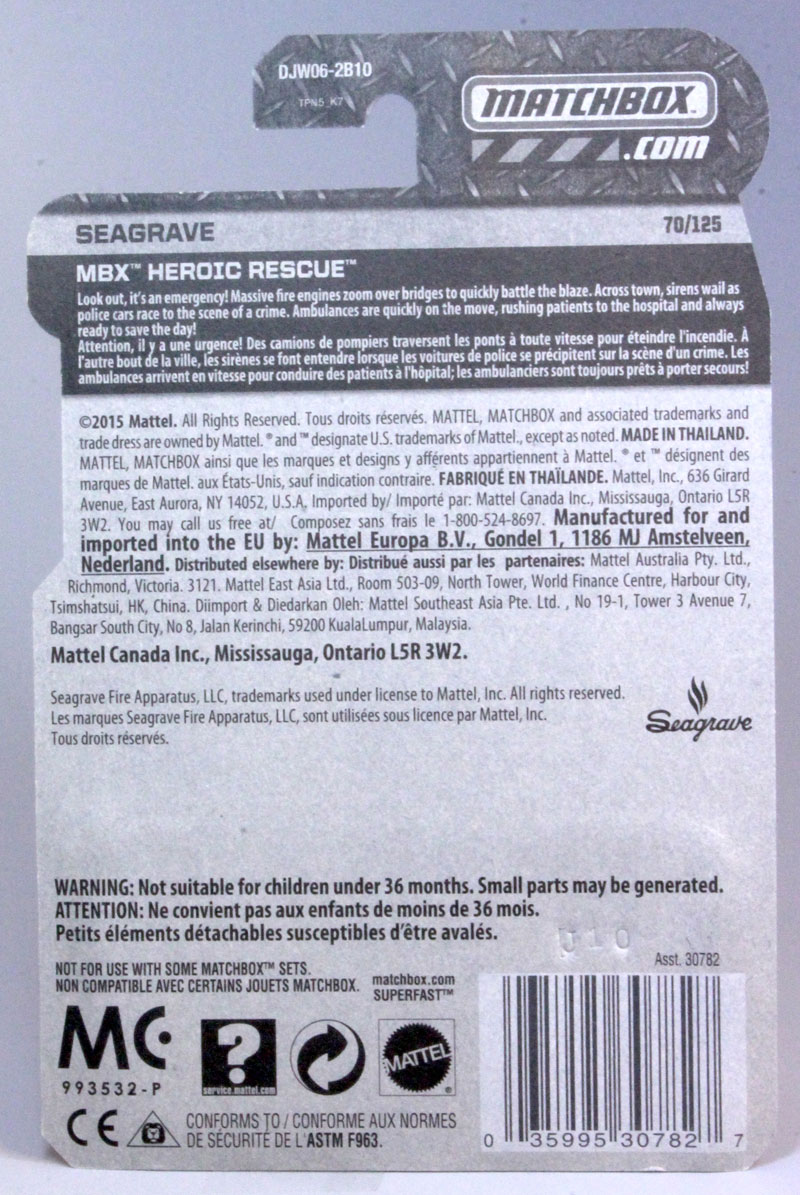 DJW06-2B10
TPN5_K7
MATCHBOX™
.com
SEAGRAVE
70/125
MBX™ HEROIC RESCUE™
Look out, it's an emergency! Massive fire engines zoom over bridges to quickly battle the blaze. Across town, sirens wail as
police cars race to the scene of a crime. Ambulances are quickly on the move, rushing patients to the hospital and always
ready to save the day!
Attention, il y a une urgence! Des camions de pompiers traversent les ponts à toute vitesse pour éteindre l'incendie. À
l'autre bout de la ville, les sirènes se font entendre lorsque les voitures de police se précipitent sur la scène d'un crime. Les
ambulances arrivent en vitesse pour conduire des patients à l'hôpital; les ambulanciers sont toujours prêts à porter secours!
©2015 Mattel. All Rights Reserved. Tous droits réservés. MATTEL, MATCHBOX and associated trademarks and
trade dress are owned by Mattel. ® and ™ designate U.S. trademarks of Mattel., except as noted. MADE IN THAILAND.
MATTEL, MATCHBOX ainsi que les marques et designs y afférents appartiennent à Mattel. ® et ™ désignent des
marques de Mattel. aux États-Unis, sauf indication contraire. FABRIQUÉ EN THAÏLANDE. Mattel, Inc., 636 Girard
Avenue, East Aurora, NY 14052, U.S.A. Imported by/ Importé par: Mattel Canada Inc., Mississauga, Ontario L5R
3W2. You may call us free at/ Composez sans frais le 1-800-524-8697. Manufactured for and
imported into the EU by: Mattel Europa B.V., Gondel 1, 1186 MJ Amstelveen,
Nederland. Distributed elsewhere by: Distribué aussi par les partenaires: Mattel Australia Pty. Ltd.,
Richmond, Victoria. 3121. Mattel East Asia Ltd., Room 503-09, North Tower, World Finance Centre, Harbour City,
Tsimshatsui, HK, China. Diimport & Diedarkan Oleh: Mattel Southeast Asia Pte. Ltd. , No 19-1, Tower 3 Avenue 7,
Bangsar South City, No 8, Jalan Kerinchi, 59200 KualaLumpur, Malaysia.
Mattel Canada Inc., Mississauga, Ontario L5R 3W2.
Seagrave Fire Apparatus, LLC, trademarks used under license to Mattel, Inc. All rights reserved.
Les marques Seagrave Fire Apparatus, LLC, sont utilisées sous licence par Mattel, Inc.
Tous droits réservés.
Seagrave
WARNING: Not suitable for children under 36 months. Small parts may be generated.
ATTENTION: Ne convient pas aux enfants de moins de 36 mois.
Petits éléments détachables susceptibles d'être avalés.
J10
Asst. 30782
NOT FOR USE WITH SOME MATCHBOX™ SETS.
NON COMPATIBLE AVEC CERTAINS JOUETS MATCHBOX.
matchbox.com
SUPERFAST™
MC
993532-P
?
service.mattel.com
MATTEL®
CE
CONFORMS TO / CONFORME AUX NORMES
DE SÉCURITÉ DE L'ASTM F963.
0 35995 30782 7